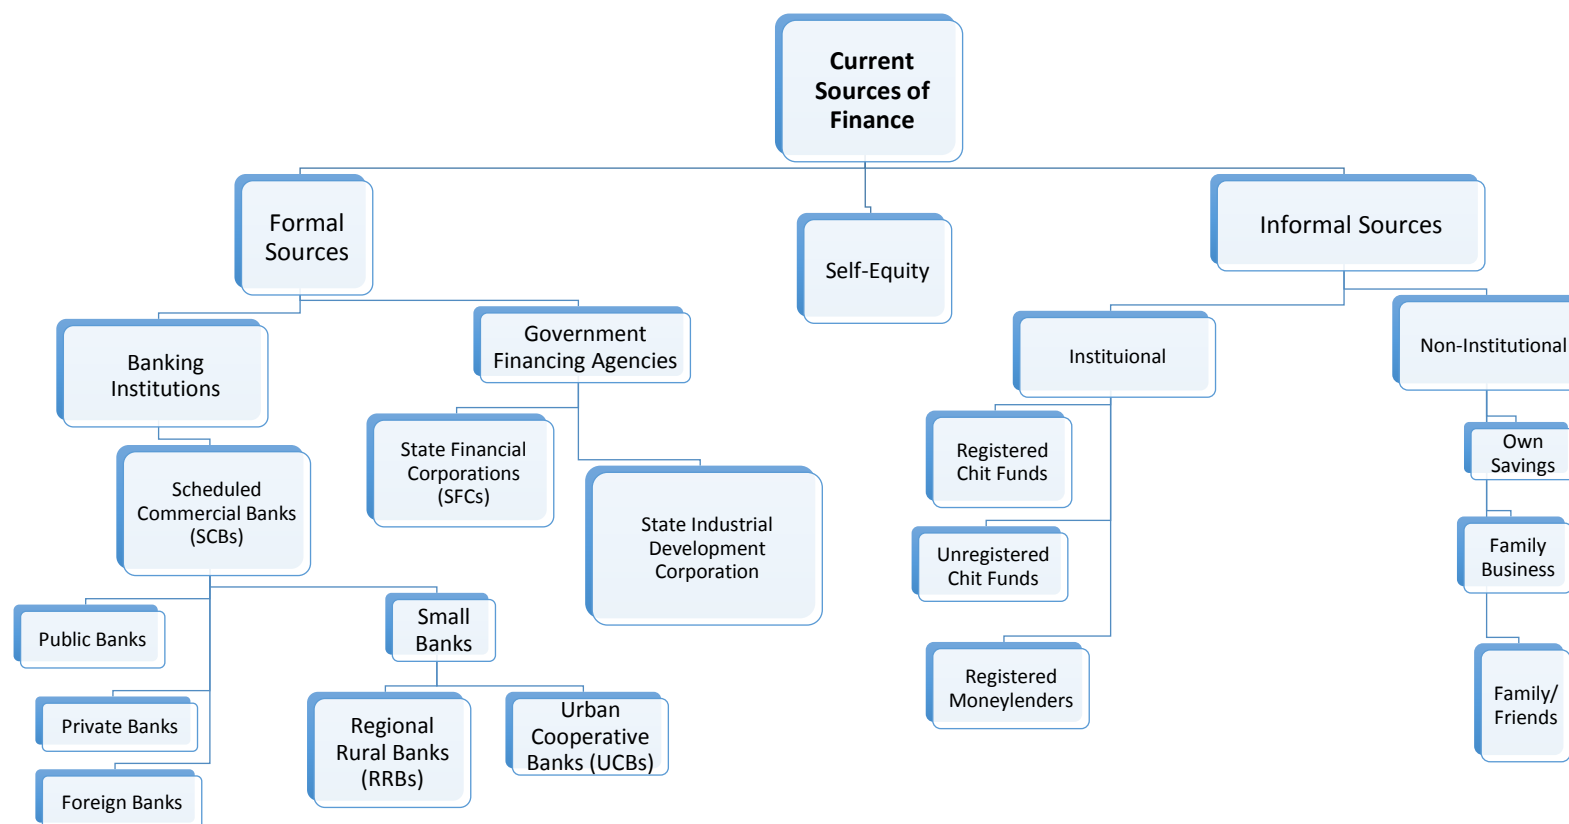 Current
Sources of
Finance
Formal
Sources
Self-Equity
Informal Sources
Banking
Institutions
Government
Financing Agencies
Instituional
Non-Institutional
Scheduled
Commercial Banks
(SCBs)
State Financial
Corporations
(SFCs)
State Industrial
Development
Corporation
Registered
Chit Funds
Own
Savings
Unregistered
Chit Funds
Family
Business
Public Banks
Small
Banks
Registered
Moneylenders
Family/
Friends
Private Banks
Regional
Rural Banks
(RRBs)
Urban
Cooperative
Banks (UCBs)
Foreign Banks